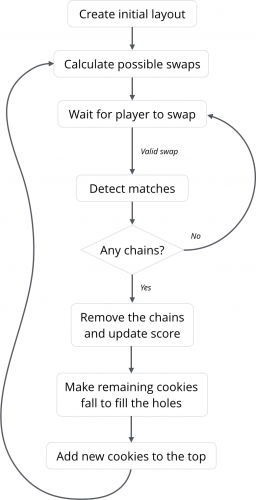 Create initial layout
Calculate possible swaps
Wait for player to swap
Valid swap
Detect matches
Any chains?
No
Yes
Remove the chains
and update score
Make remaining cookies
fall to fill the holes
Add new cookies to the top